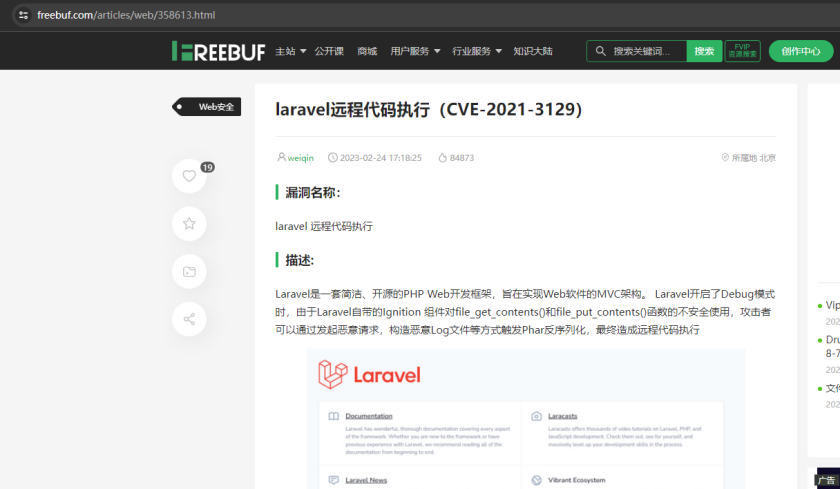 freebuf.com/articles/web/358613.html
FREEBUF 主站 公开课 商城 用户服务 行业服务 知识大陆 搜索关键词... 搜索 FVIP 资源搜索 创作中心
Web安全
laravel远程代码执行（CVE-2021-3129）
weiqin 2023-02-24 17:18:25 84873 所属地 北京
19
漏洞名称：
laravel 远程代码执行
描述:
Laravel是一套简洁、开源的PHP Web开发框架，旨在实现Web软件的MVC架构。 Laravel开启了Debug模式
时，由于Laravel自带的Ignition 组件对file_get_contents()和file_put_contents()函数的不安全使用，攻击者
可以通过发起恶意请求，构造恶意Log文件等方式触发Phar反序列化，最终造成远程代码执行
Vip
202
Dru
8-7
202
文件
202
Laravel
Documentation
Laravel has wonderful, thorough documentation covering every aspect
of the framework. Whether you are new to the framework or have
previous experience with Laravel, we recommend reading all of the
documentation from beginning to end.
Laracasts
Laracasts offers thousands of video tutorials on Laravel, PHP, and
JavaScript development. Check them out, see for yourself, and
massively level up your development skills in the process.
Laravel News
Vibrant Ecosystem
广告